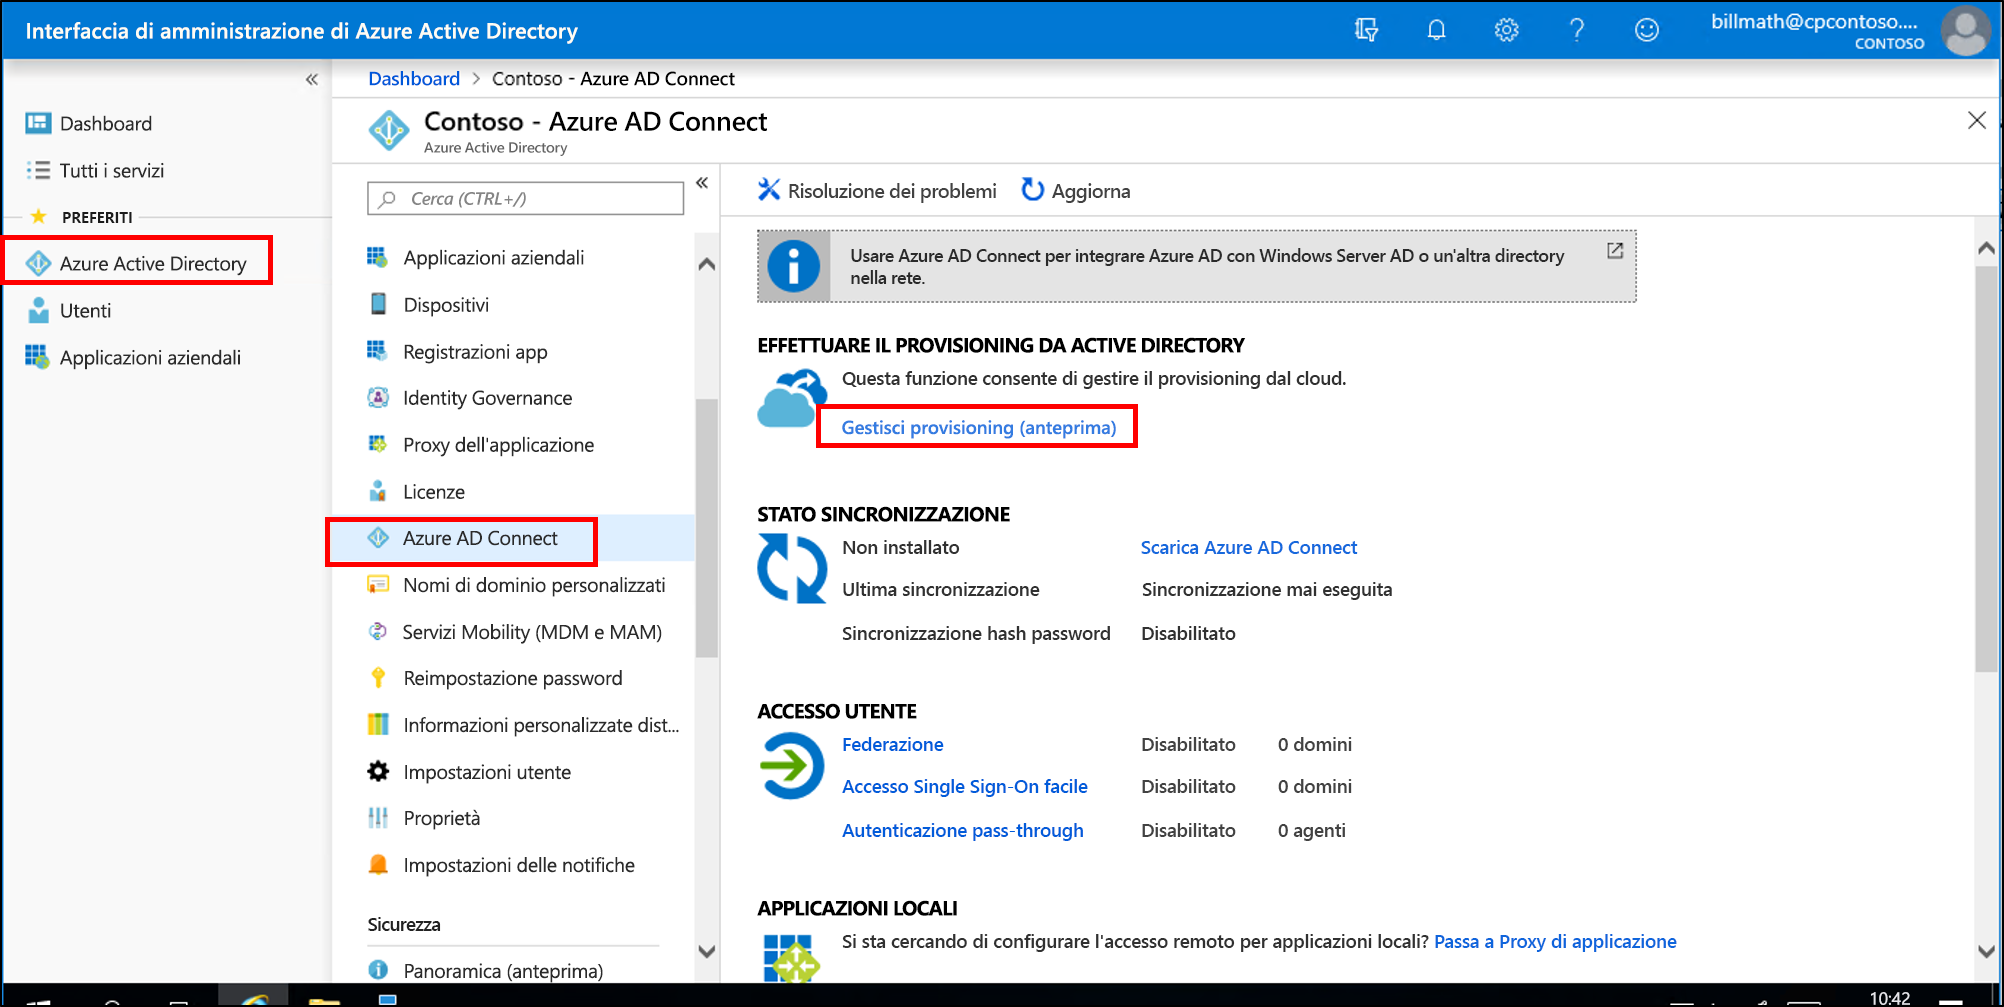 Interfaccia di amministrazione di Azure Active Directory
billmath@cpcontoso....
CONTOSO
Dashboard
Tutti i servizi
PREFERITI
Azure Active Directory
Utenti
Applicazioni aziendali
Dashboard > Contoso - Azure AD Connect
Contoso - Azure AD Connect
Azure Active Directory
Cerca (CTRL+/)
Applicazioni aziendali
Dispositivi
Registrazioni app
Identity Governance
Proxy dell'applicazione
Licenze
Azure AD Connect
Nomi di dominio personalizzati
Servizi Mobility (MDM e MAM)
Reimpostazione password
Informazioni personalizzate dist...
Impostazioni utente
Proprietà
Impostazioni delle notifiche
Sicurezza
Panoramica (anteprima)
Risoluzione dei problemi
Aggiorna
Usare Azure AD Connect per integrare Azure AD con Windows Server AD o un'altra directory
nella rete.
EFFETTUARE IL PROVISIONING DA ACTIVE DIRECTORY
Questa funzione consente di gestire il provisioning dal cloud.
Gestisci provisioning (anteprima)
STATO SINCRONIZZAZIONE
Non installato Scarica Azure AD Connect
Ultima sincronizzazione Sincronizzazione mai eseguita
Sincronizzazione hash password Disabilitato
ACCESSO UTENTE
Federazione Disabilitato 0 domini
Accesso Single Sign-On facile Disabilitato 0 domini
Autenticazione pass-through Disabilitato 0 agenti
APPLICAZIONI LOCALI
Si sta cercando di configurare l'accesso remoto per applicazioni locali? Passa a Proxy di applicazione
10:42